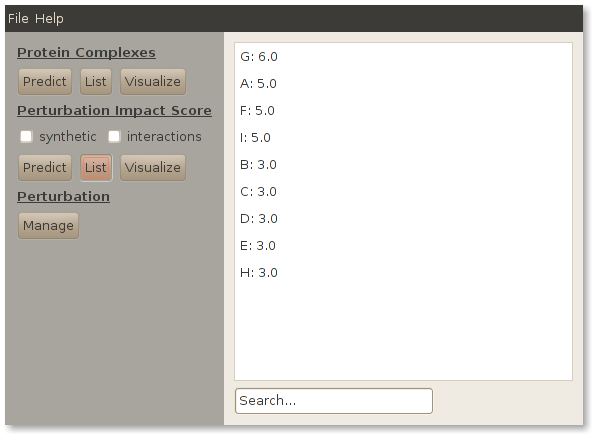 File Help
Protein Complexes
Predict List Visualize
Perturbation Impact Score
synthetic interactions
Predict List Visualize
Perturbation
Manage
G: 6.0
A: 5.0
F: 5.0
I: 5.0
B: 3.0
C: 3.0
D: 3.0
E: 3.0
H: 3.0
Search...